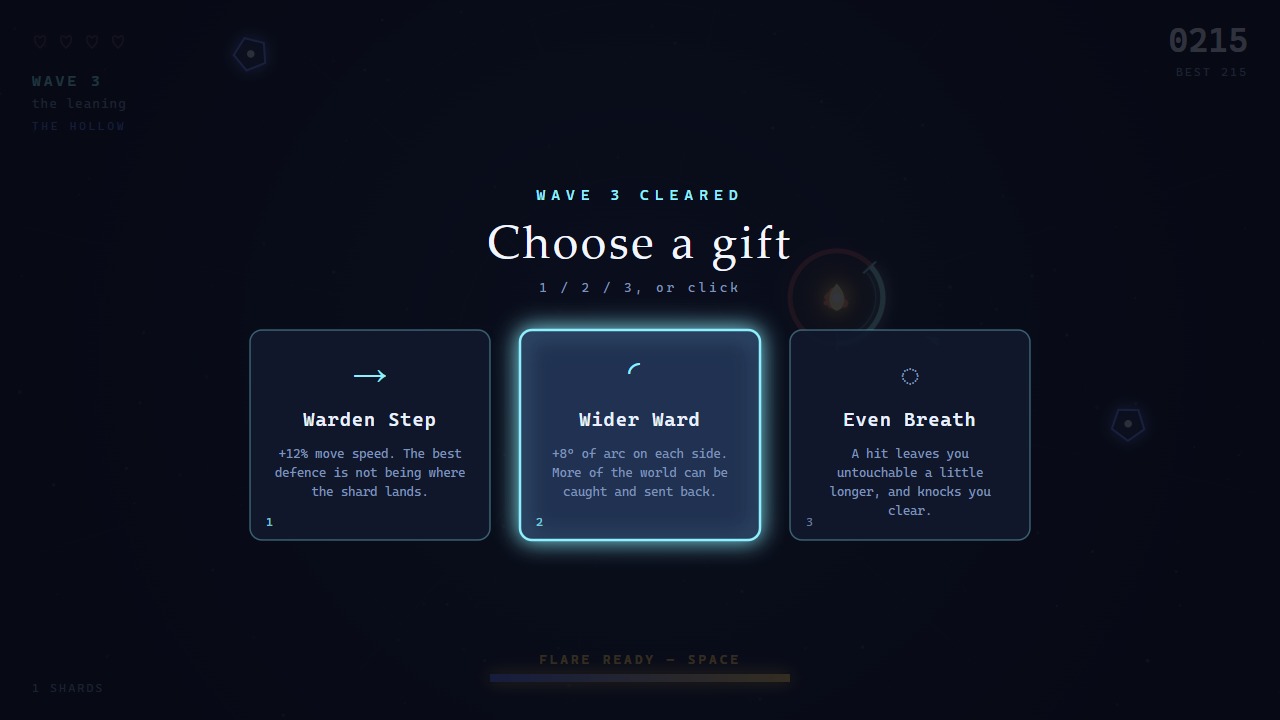 WAVE 3
the leaning
THE HOLLOW
0215
BEST 215
WAVE 3 CLEARED
Choose a gift
1 / 2 / 3, or click
Warden Step
+12% move speed. The best
defence is not being where
the shard lands.
1
Wider Ward
+8° of arc on each side.
More of the world can be
caught and sent back.
2
Even Breath
A hit leaves you
untouchable a little
longer, and knocks you
clear.
3
FLARE READY — SPACE
1 SHARDS